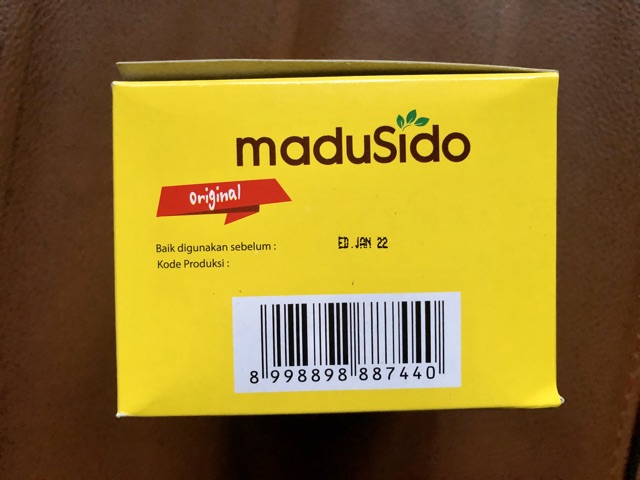 maduSido
Original
Baik digunakan sebelum : ED.JAN 22
Kode Produksi :
8 998898 887440